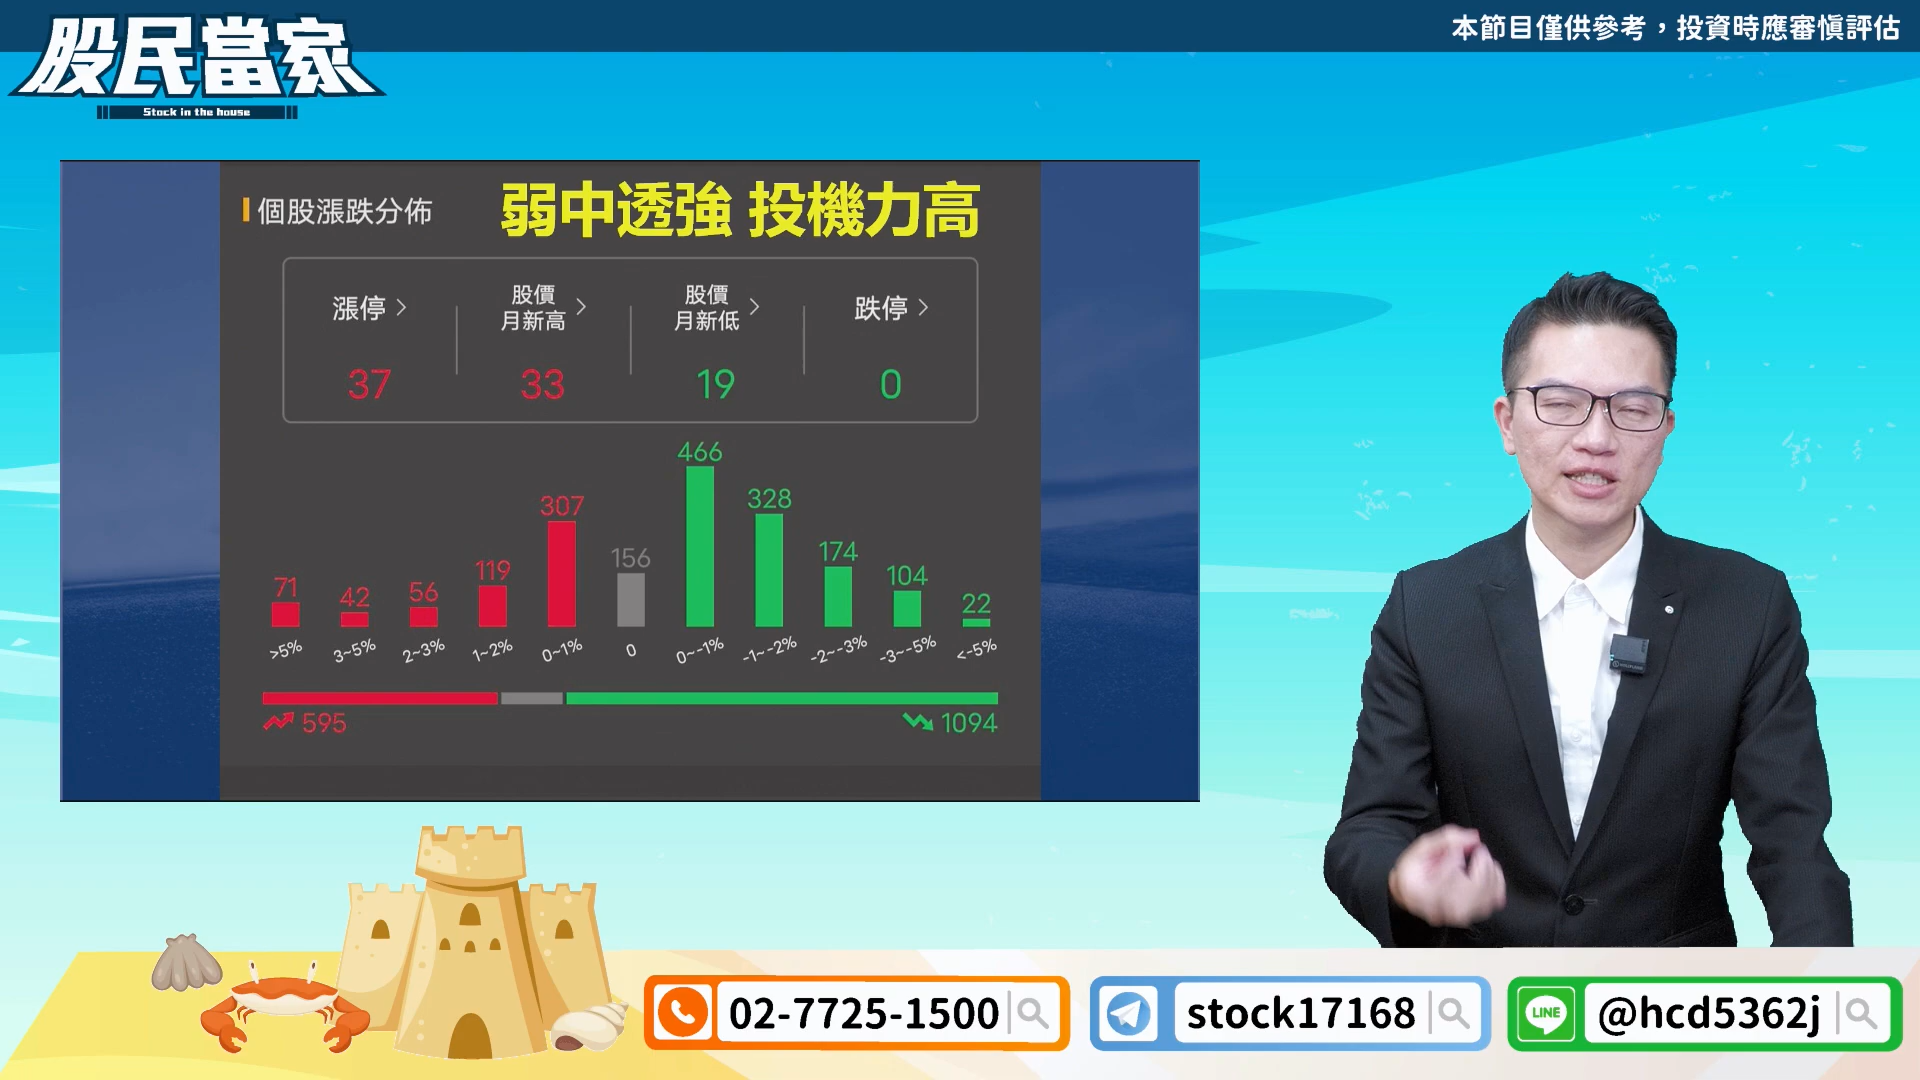 股民當家
Stock in the house
本節目僅供參考，投資時應審慎評估
個股漲跌分佈
弱中透強 投機力高
漲停 >
股價月新高 >
股價月新低 >
跌停 >
37
33
19
0
71
42
56
119
307
156
466
328
174
104
22
>5%
3~5%
2~3%
1~2%
0~1%
0
0~-1%
-1~-2%
-2~-3%
-3~-5%
<-5%
595
1094
02-7725-1500
stock17168
LINE
@hcd5362j